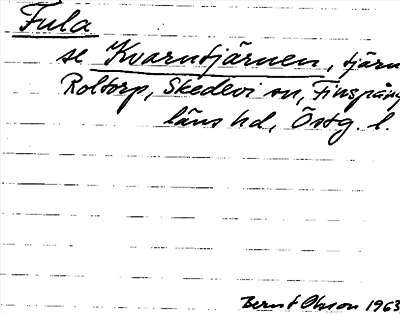 Fula
se Kvarntjärnen, tjärn
Roltorp, Skedevi sn, Finspång
läns hd, Östg. l.
Bernt Olsson 1963